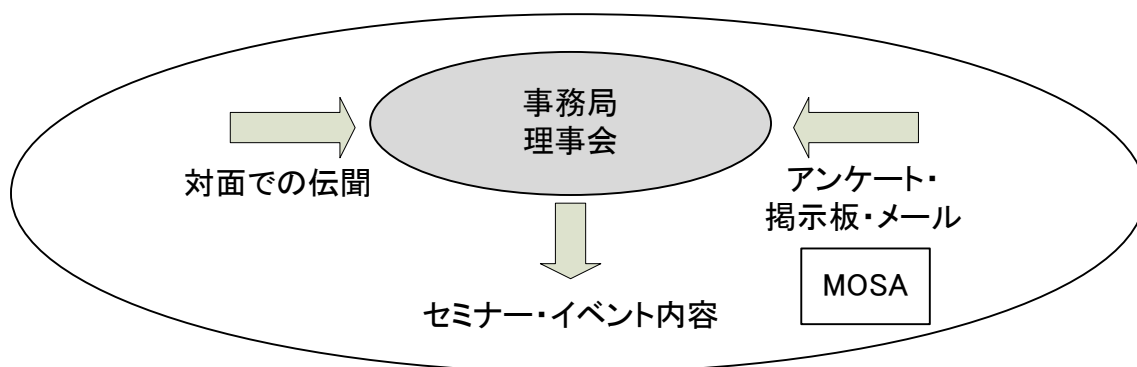 事務局
理事会
対面での伝聞
アンケート・
掲示板・メール
MOSA
セミナー・イベント内容